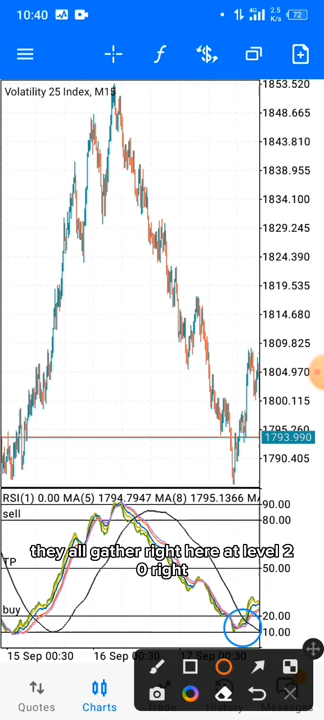 10:40
4G
2.5
K/s
72
Volatility 25 Index, M15
1853.520
1848.665
1843.810
1838.955
1834.100
1829.245
1824.390
1819.535
1814.680
1809.825
1804.970
1800.115
1795.260
1793.990
1790.405
RSI(1) 0.00 MA(5) 1794.7947 MA(8) 1795.1366 MA
90.00
sell
80.00
they all gather right here at level 2
0 right
TP
50.00
buy
20.00
10.00
15 Sep 00:30
16 Sep 00:30
17 Sep 00:30
Quotes
Charts
Trade
History
Messages